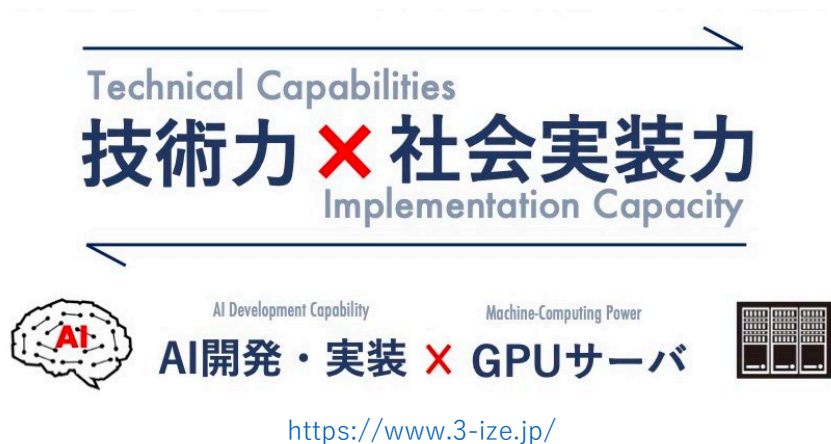 Technical Capabilities
技術力×社会実装力
Implementation Capacity
AI
AI Development Capability
AI開発・実装
×
Machine-Computing Power
GPUサーバ
https://www.3-ize.jp/